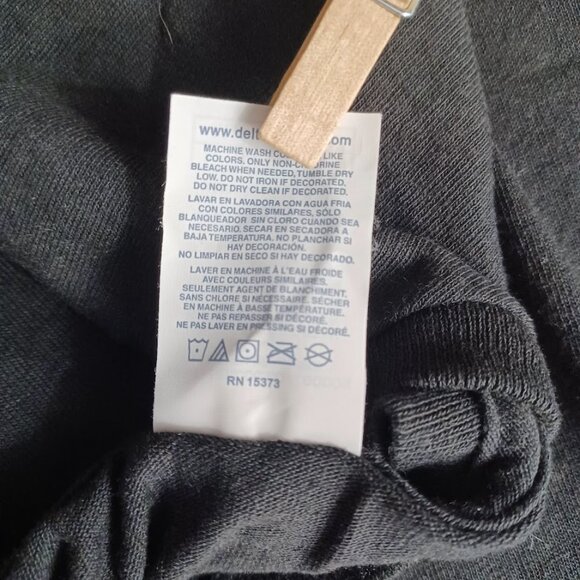 www.delt com
MACHINE WASH CO LIKE
COLORS. ONLY NON-CHLORINE
BLEACH WHEN NEEDED, TUMBLE DRY
LOW. DO NOT IRON IF DECORATED.
DO NOT DRY CLEAN IF DECORATED.
LAVAR EN LAVADORA CON AGUA FRIA
CON COLORES SIMILARES, SÓLO
BLANQUEADOR SIN CLORO CUANDO SEA
NECESARIO. SECAR EN SECADORA A
BAJA TEMPERATURA. NO PLANCHAR SI
HAY DECORACIÓN.
NO LIMPIAR EN SECO SI HAY DECORADO.
LAVER EN MACHINE À L'EAU FROIDE
AVEC COULEURS SIMILAIRES.
SEULEMENT AGENT DE BLANCHIMENT.
SANS CHLORE SI NÉCESSAIRE. SÉCHER
EN MACHINE À BASSE TEMPÉRATURE.
NE PAS REPASSER SI DÉCORÉ.
NE PAS LAVER EN PRESSING SI DÉCORÉ.
RN 15373